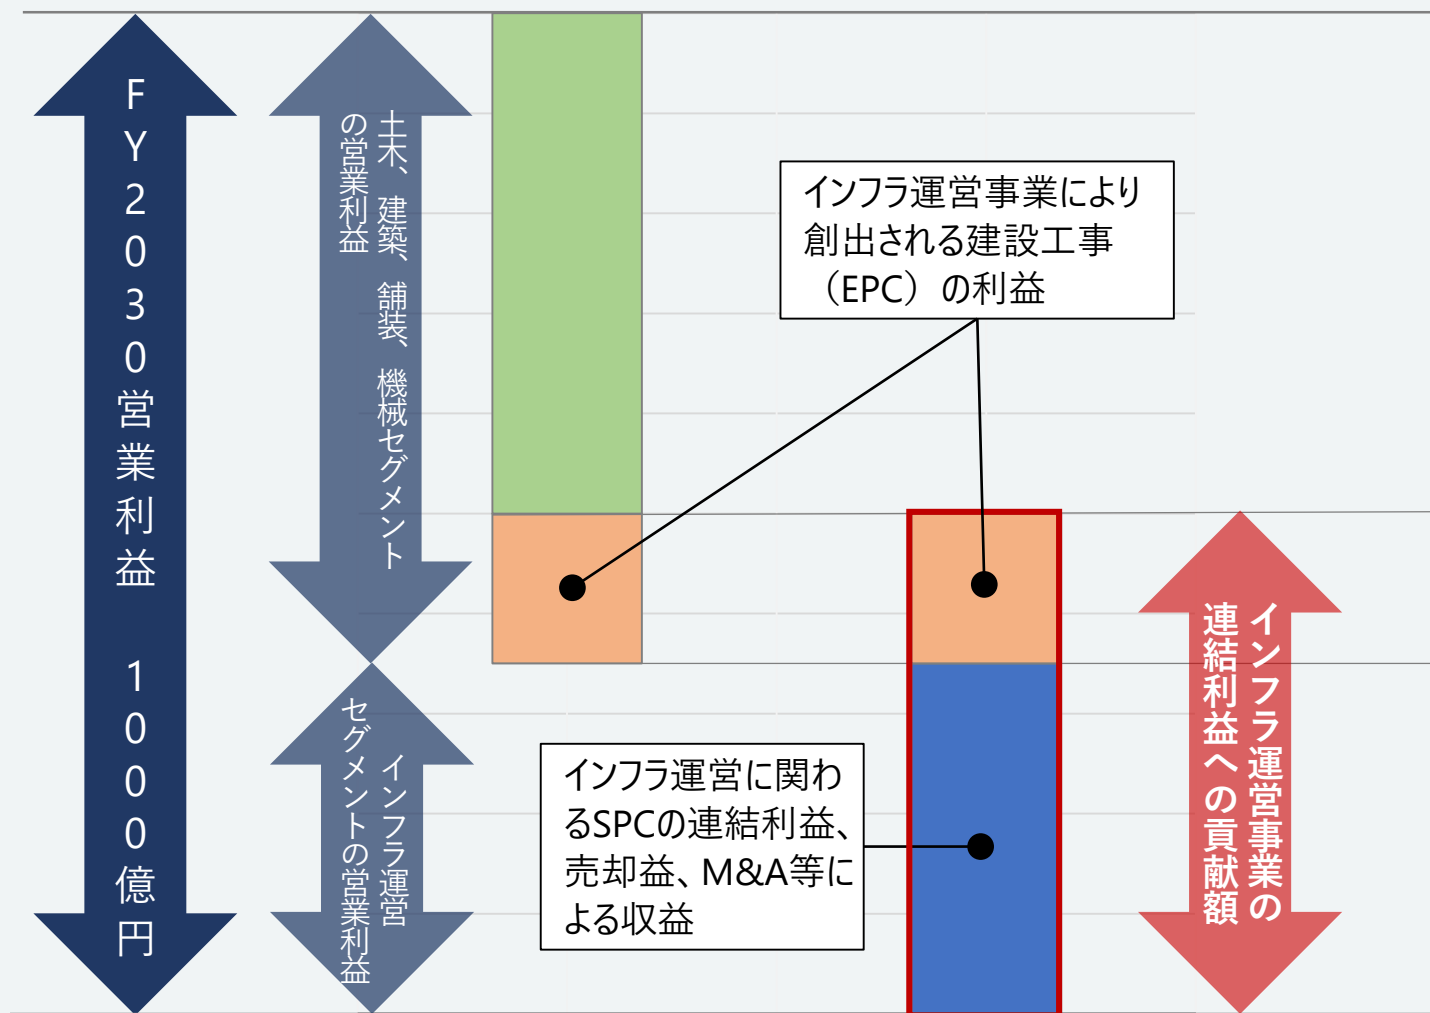 FY2030営業利益　1000億円
土木、建築、舗装、機械セグメント
の営業利益
インフラ運営
セグメントの営業利益
インフラ運営事業により
創出される建設工事
（EPC）の利益
インフラ運営に関わ
るSPCの連結利益、
売却益、M&A等に
よる収益
インフラ運営事業の
連結利益への貢献額